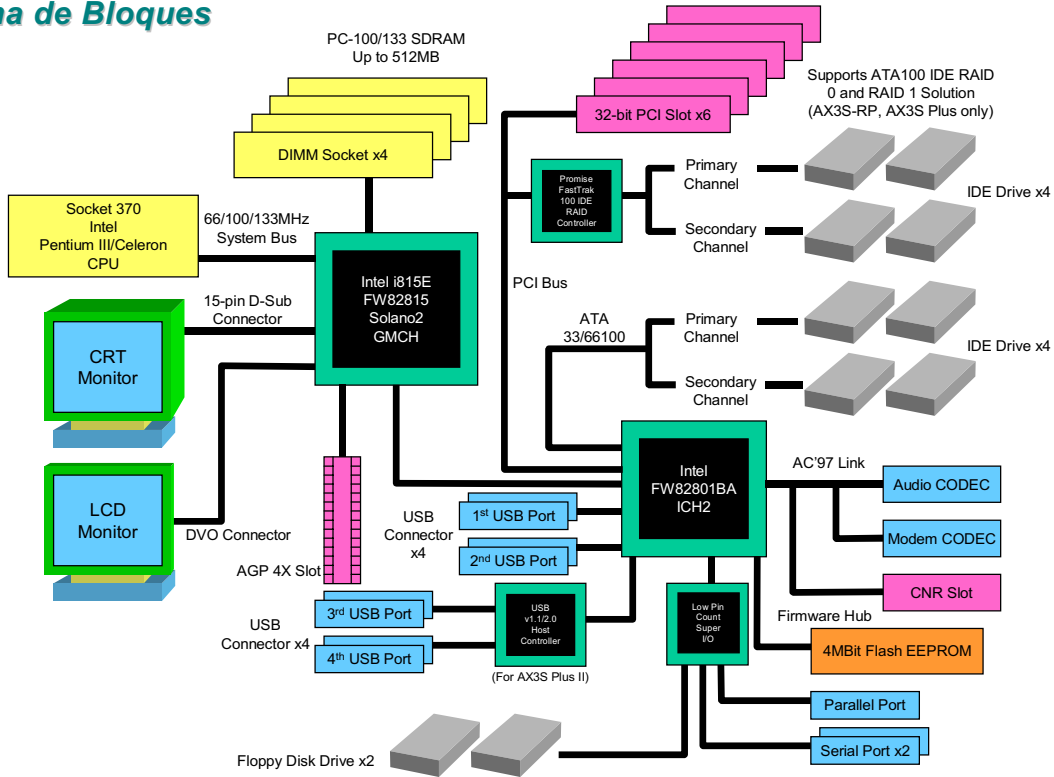 na de Bloques
PC-100/133 SDRAM
Up to 512MB
DIMM Socket x4
32-bit PCI Slot x6
Supports ATA100 IDE RAID
0 and RAID 1 Solution
(AX3S-RP, AX3S Plus only)
Promise
FastTrak
100 IDE
RAID
Controller
Primary
Channel
Secondary
Channel
IDE Drive x4
Socket 370
Intel
Pentium III/Celeron
CPU
66/100/133MHz
System Bus
Intel i815E
FW82815
Solano2
GMCH
PCI Bus
15-pin D-Sub
Connector
CRT
Monitor
ATA
33/66100
Primary
Channel
Secondary
Channel
IDE Drive x4
LCD
Monitor
DVO Connector
AGP 4X Slot
USB
Connector
x4
1st USB Port
2nd USB Port
Intel
FW82801BA
ICH2
AC'97 Link
Audio CODEC
Modem CODEC
CNR Slot
USB
Connector x4
3rd USB Port
4th USB Port
USB
v1.1/2.0
Host
Controller
(For AX3S Plus II)
Low Pin
Count
Super
I/O
Firmware Hub
4MBit Flash EEPROM
Parallel Port
Serial Port x2
Floppy Disk Drive x2